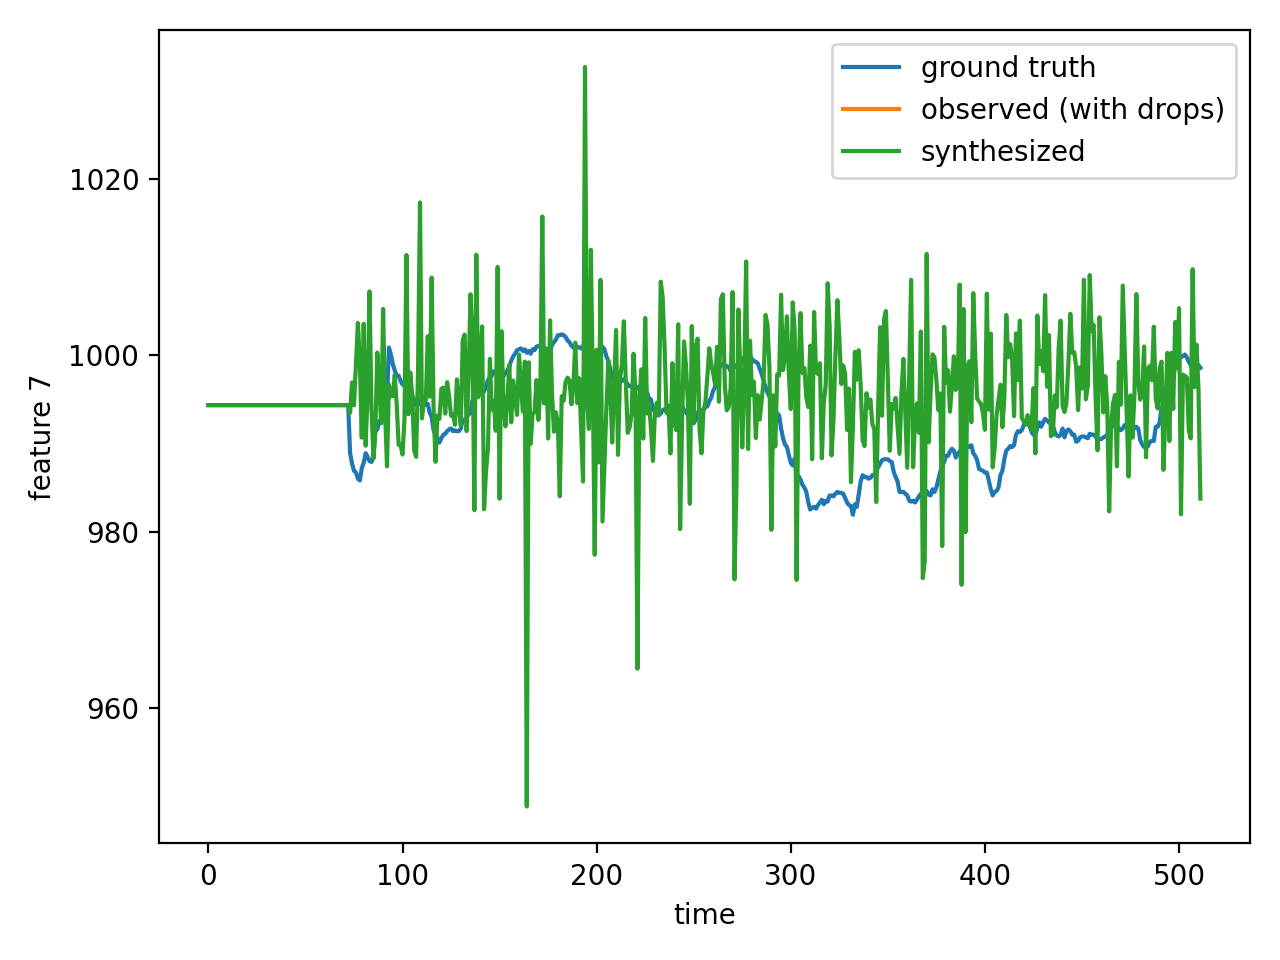 ground truth
observed (with drops)
synthesized
1020
1000
980
960
feature 7
0 100 200 300 400 500
time